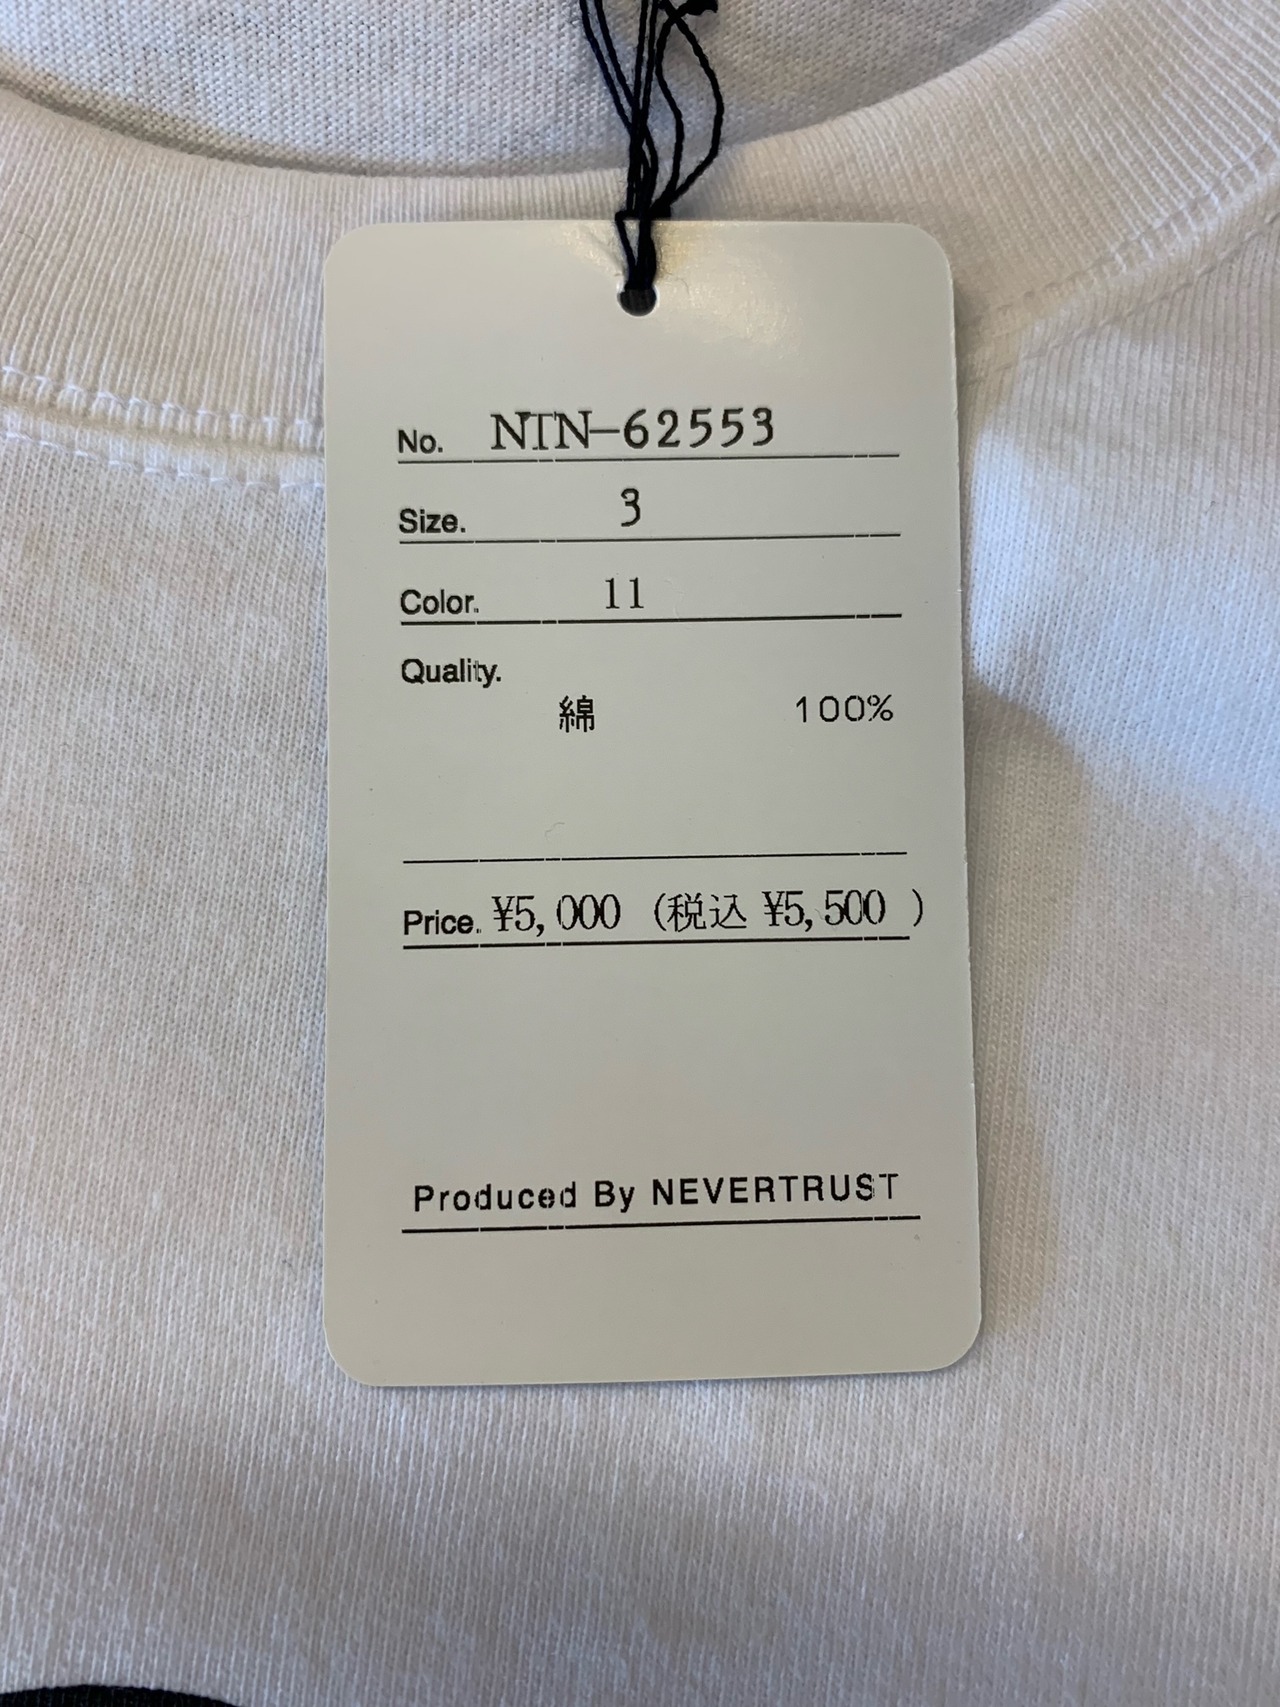 No. NTN-62553
Size. 3
Color. 11
Quality.
綿 100%
Price. ¥5,000 (税込 ¥5,500 )
Produced By NEVERTRUST